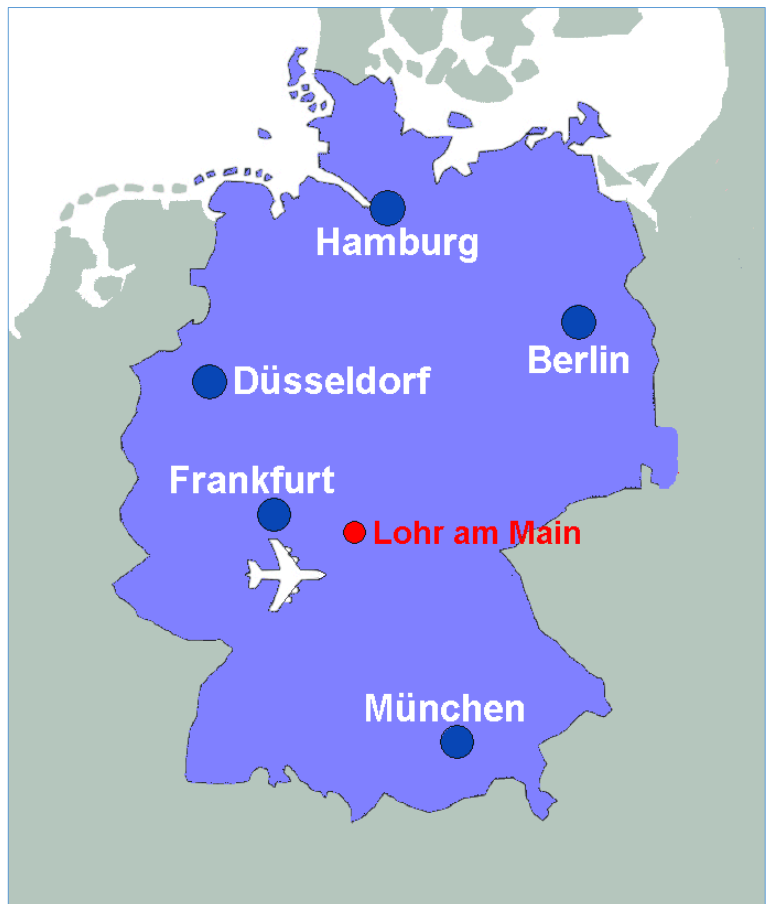 Hamburg
Berlin
Düsseldorf
Frankfurt
Lohr am Main
München